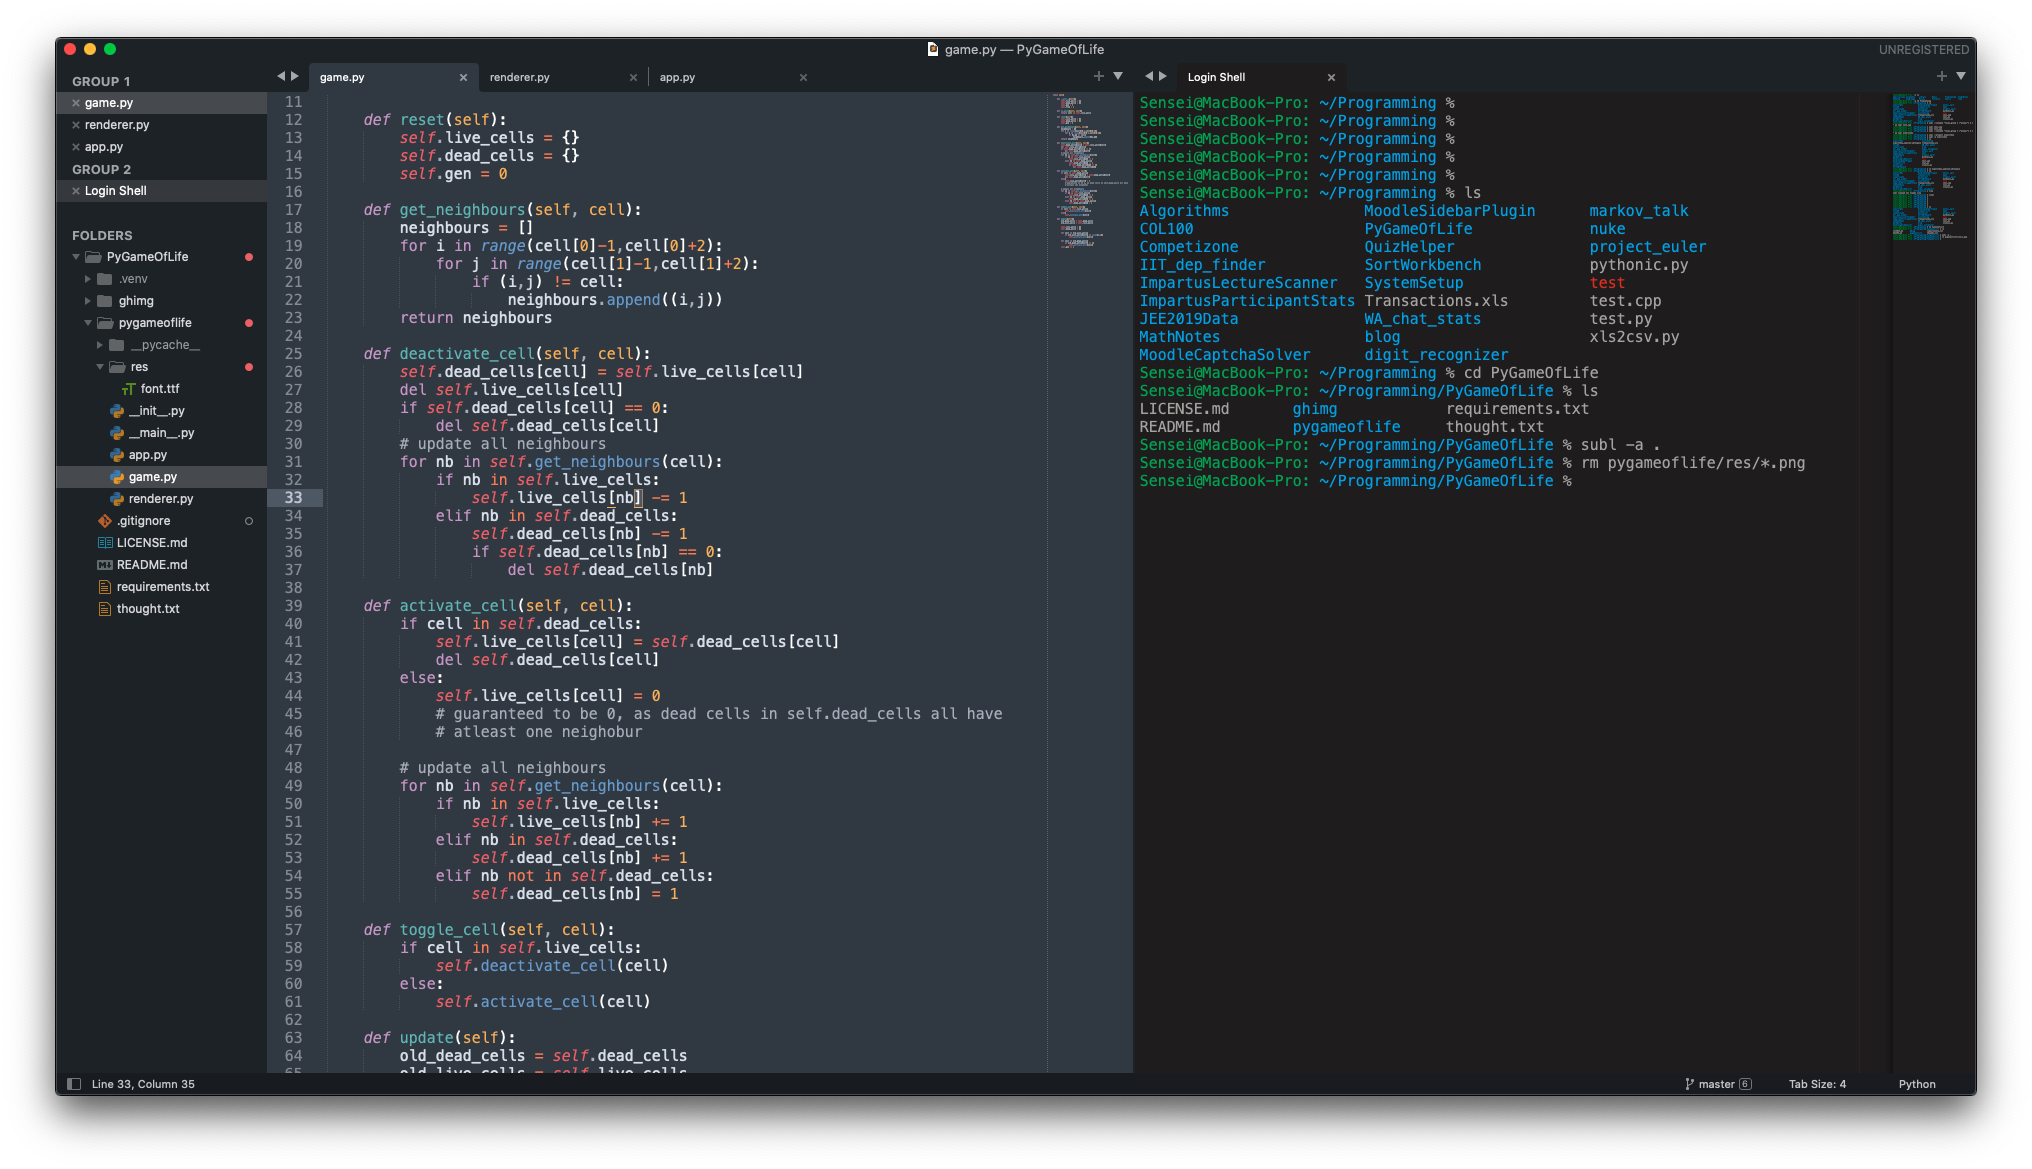 game.py — PyGameOfLife
UNREGISTERED
GROUP 1
game.py
renderer.py
app.py
GROUP 2
Login Shell
FOLDERS
PyGameOfLife
.venv
ghimg
pygameoflife
__pycache__
res
font.ttf
__init__.py
__main__.py
app.py
game.py
renderer.py
.gitignore
LICENSE.md
README.md
requirements.txt
thought.txt
game.py
renderer.py
app.py
11
12 def reset(self):
13 self.live_cells = {}
14 self.dead_cells = {}
15 self.gen = 0
16
17 def get_neighbours(self, cell):
18 neighbours = []
19 for i in range(cell[0]-1,cell[0]+2):
20 for j in range(cell[1]-1,cell[1]+2):
21 if (i,j) != cell:
22 neighbours.append((i,j))
23 return neighbours
24
25 def deactivate_cell(self, cell):
26 self.dead_cells[cell] = self.live_cells[cell]
27 del self.live_cells[cell]
28 if self.dead_cells[cell] == 0:
29 del self.dead_cells[cell]
30 # update all neighbours
31 for nb in self.get_neighbours(cell):
32 if nb in self.live_cells:
33 self.live_cells[nb] -= 1
34 elif nb in self.dead_cells:
35 self.dead_cells[nb] -= 1
36 if self.dead_cells[nb] == 0:
37 del self.dead_cells[nb]
38
39 def activate_cell(self, cell):
40 if cell in self.dead_cells:
41 self.live_cells[cell] = self.dead_cells[cell]
42 del self.dead_cells[cell]
43 else:
44 self.live_cells[cell] = 0
45 # guaranteed to be 0, as dead cells in self.dead_cells all have
46 # atleast one neighobur
47
48 # update all neighbours
49 for nb in self.get_neighbours(cell):
50 if nb in self.live_cells:
51 self.live_cells[nb] += 1
52 elif nb in self.dead_cells:
53 self.dead_cells[nb] += 1
54 elif nb not in self.dead_cells:
55 self.dead_cells[nb] = 1
56
57 def toggle_cell(self, cell):
58 if cell in self.live_cells:
59 self.deactivate_cell(cell)
60 else:
61 self.activate_cell(cell)
62
63 def update(self):
64 old_dead_cells = self.dead_cells
65 old_live_cells = self.live_cells
Login Shell
Sensei@MacBook-Pro: ~/Programming %
Sensei@MacBook-Pro: ~/Programming %
Sensei@MacBook-Pro: ~/Programming %
Sensei@MacBook-Pro: ~/Programming %
Sensei@MacBook-Pro: ~/Programming %
Sensei@MacBook-Pro: ~/Programming % ls
Algorithms MoodleSidebarPlugin markov_talk
COL100 PyGameOfLife nuke
Competizone QuizHelper project_euler
IIT_dep_finder SortWorkbench pythonic.py
ImpartusLectureScanner SystemSetup test
ImpartusParticipantStats Transactions.xls test.cpp
JEE2019Data WA_chat_stats test.py
MathNotes blog xls2csv.py
MoodleCaptchaSolver digit_recognizer
Sensei@MacBook-Pro: ~/Programming % cd PyGameOfLife
Sensei@MacBook-Pro: ~/Programming/PyGameOfLife % ls
LICENSE.md ghimg requirements.txt
README.md pygameoflife thought.txt
Sensei@MacBook-Pro: ~/Programming/PyGameOfLife % subl -a .
Sensei@MacBook-Pro: ~/Programming/PyGameOfLife % rm pygameoflife/res/*.png
Sensei@MacBook-Pro: ~/Programming/PyGameOfLife %
Line 33, Column 35
master 6
Tab Size: 4
Python